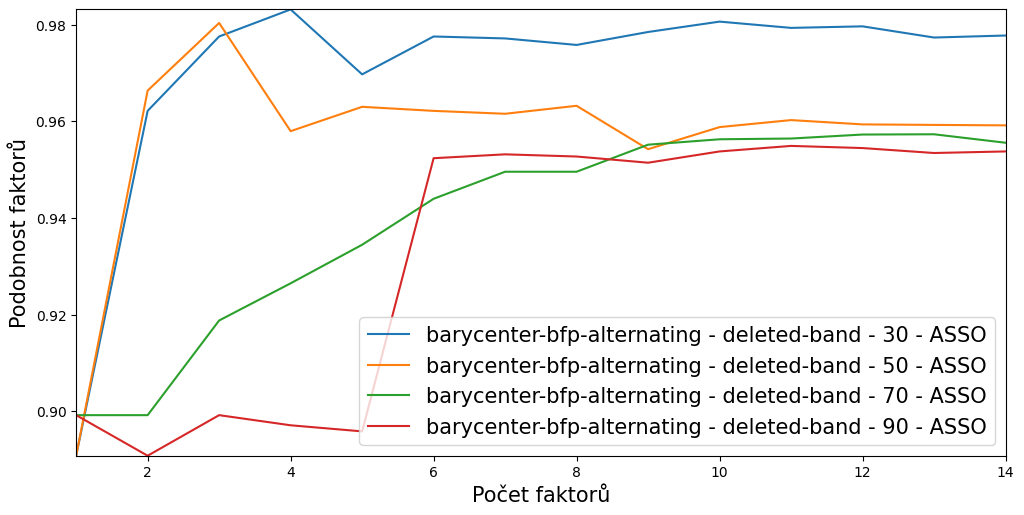 0.98
0.96
0.94
0.92
0.90
Podobnost faktorů
barycenter-bfp-alternating - deleted-band - 30 - ASSO
barycenter-bfp-alternating - deleted-band - 50 - ASSO
barycenter-bfp-alternating - deleted-band - 70 - ASSO
barycenter-bfp-alternating - deleted-band - 90 - ASSO
2 4 6 8 10 12 14
Počet faktorů